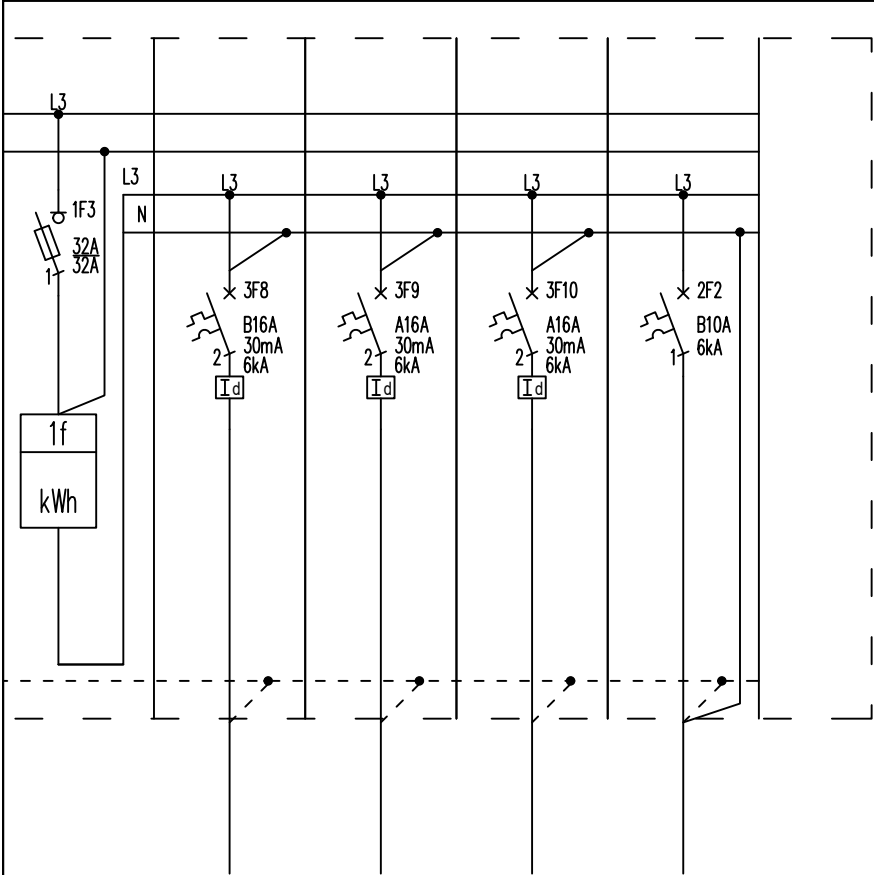 L3
L3
N
L3
L3
L3
L3
1F3
32A
32A
1
3F8
B16A
30mA
6kA
2
Id
3F9
A16A
30mA
6kA
2
Id
3F10
A16A
30mA
6kA
2
Id
2F2
B10A
6kA
1
1f
kWh